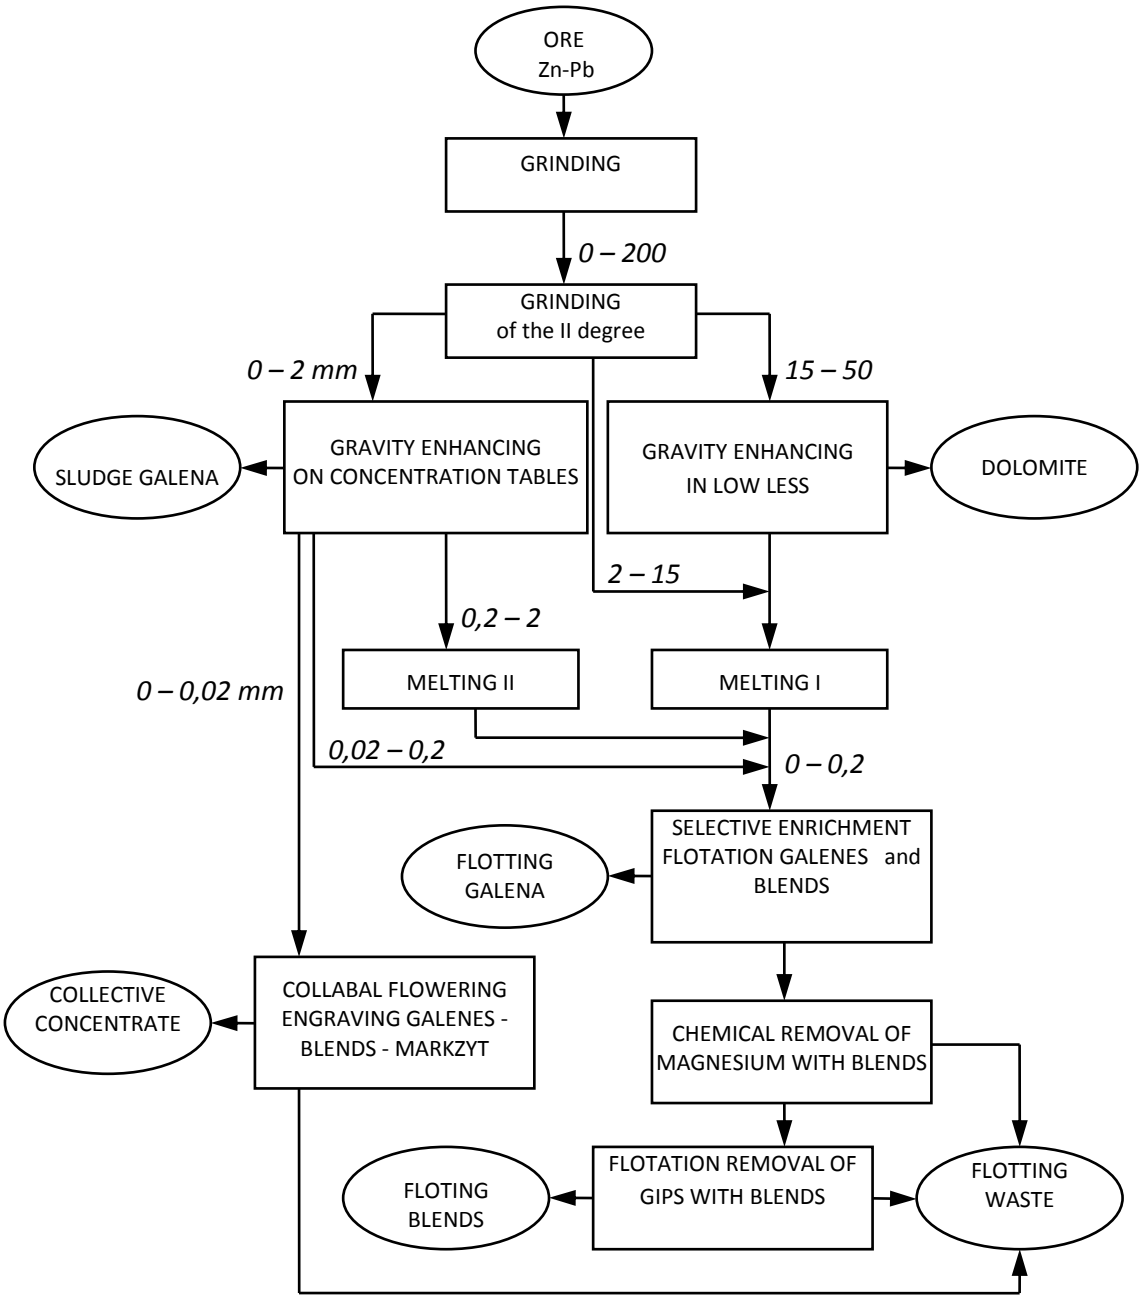 ORE
Zn-Pb
GRINDING
0 – 200
GRINDING
of the II degree
0 – 2 mm
15 – 50
GRAVITY ENHANCING
ON CONCENTRATION TABLES
GRAVITY ENHANCING
IN LOW LESS
SLUDGE GALENA
DOLOMITE
2 – 15
0,2 – 2
MELTING II
MELTING I
0 – 0,02 mm
0,02 – 0,2
0 – 0,2
SELECTIVE ENRICHMENT
FLOTATION GALENES and
BLENDS
FLOTTING
GALENA
COLLECTIVE
CONCENTRATE
COLLABAL FLOWERING
ENGRAVING GALENES -
BLENDS - MARKZYT
CHEMICAL REMOVAL OF
MAGNESIUM WITH BLENDS
FLOTATION REMOVAL OF
GIPS WITH BLENDS
FLOTING
BLENDS
FLOTTING
WASTE